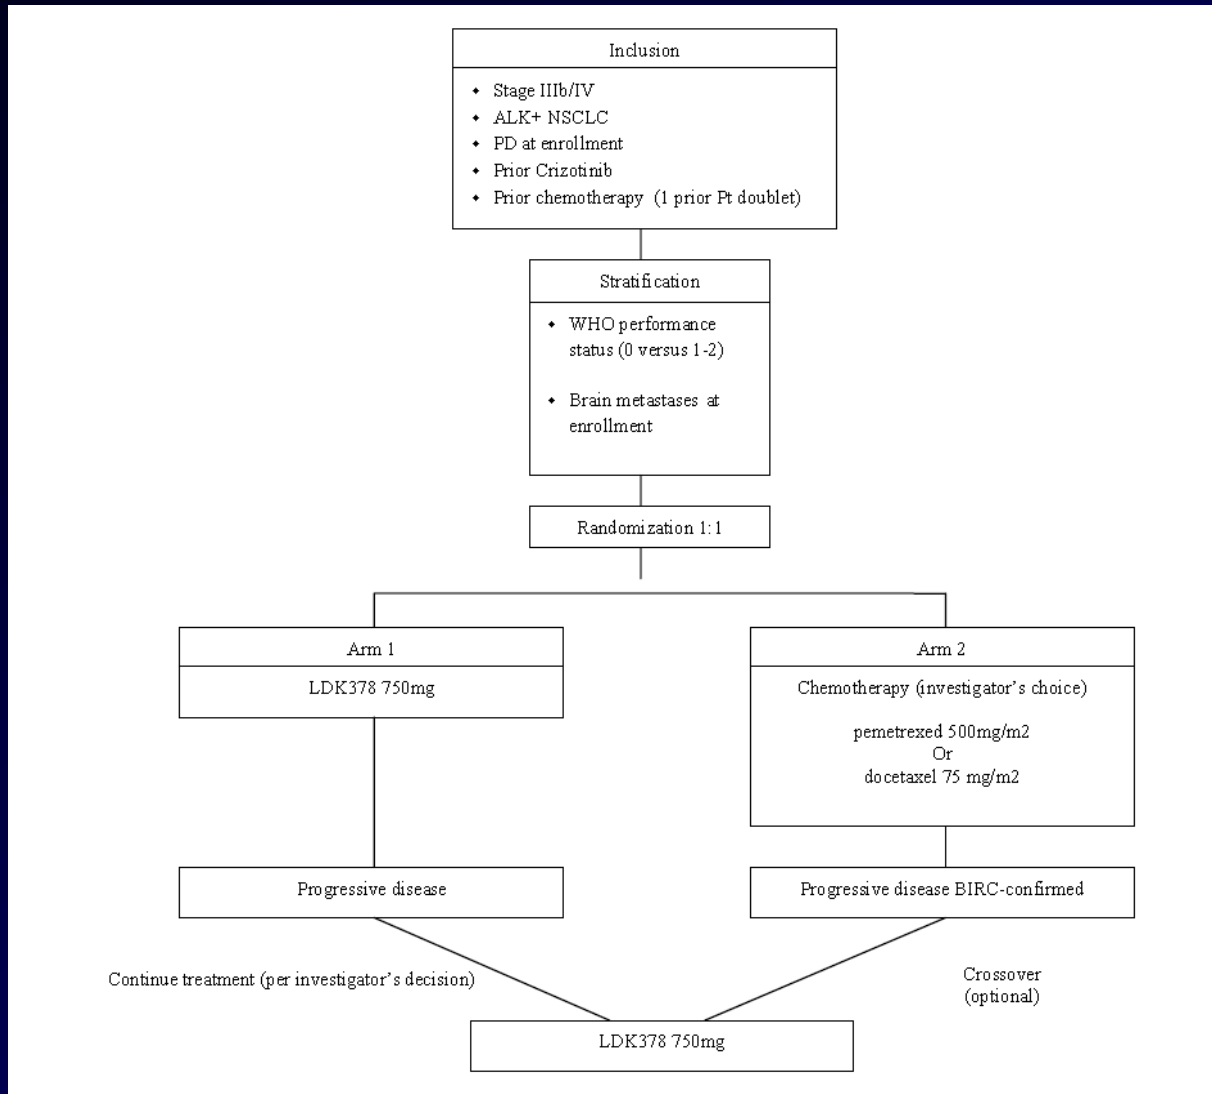 Inclusion
◆ Stage IIIb/IV
◆ ALK+ NSCLC
◆ PD at enrollment
◆ Prior Crizotinib
◆ Prior chemotherapy (1 prior Pt doublet)
Stratification
◆ WHO performance
status (0 versus 1-2)
◆ Brain metastases at
enrollment
Randomization 1:1
Arm 1
LDK378 750mg
Arm 2
Chemotherapy (investigator's choice)
pemetrexed 500mg/m2
Or
docetaxel 75 mg/m2
Progressive disease
Progressive disease BIRC-confirmed
Continue treatment (per investigator's decision)
Crossover
(optional)
LDK378 750mg